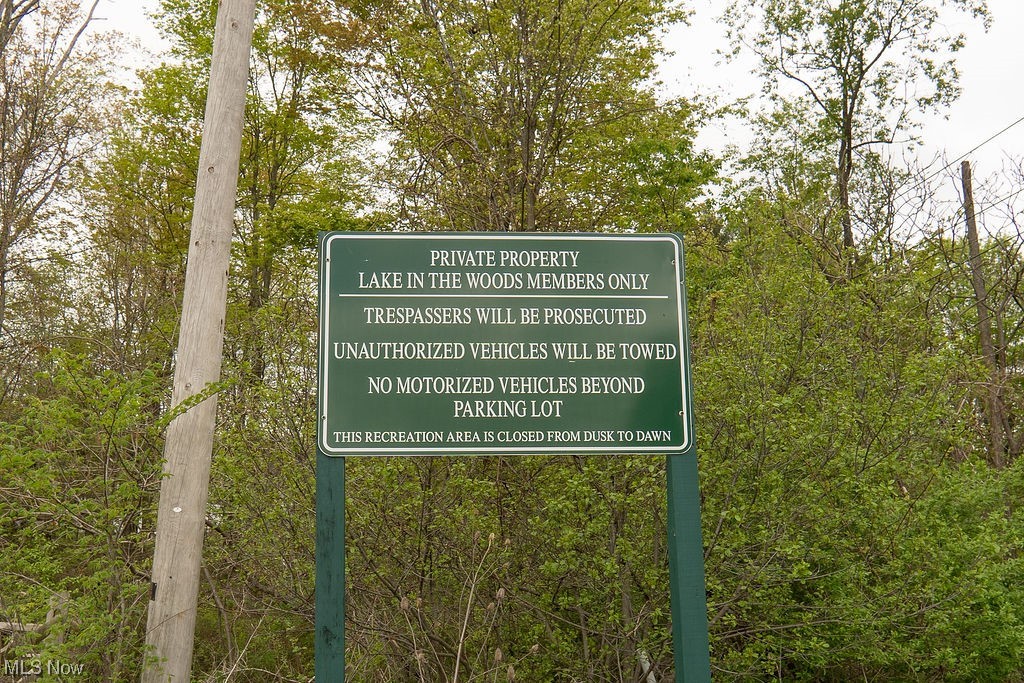 PRIVATE PROPERTY
LAKE IN THE WOODS MEMBERS ONLY
TRESPASSERS WILL BE PROSECUTED
UNAUTHORIZED VEHICLES WILL BE TOWED
NO MOTORIZED VEHICLES BEYOND
PARKING LOT
THIS RECREATION AREA IS CLOSED FROM DUSK TO DAWN
MLS Now